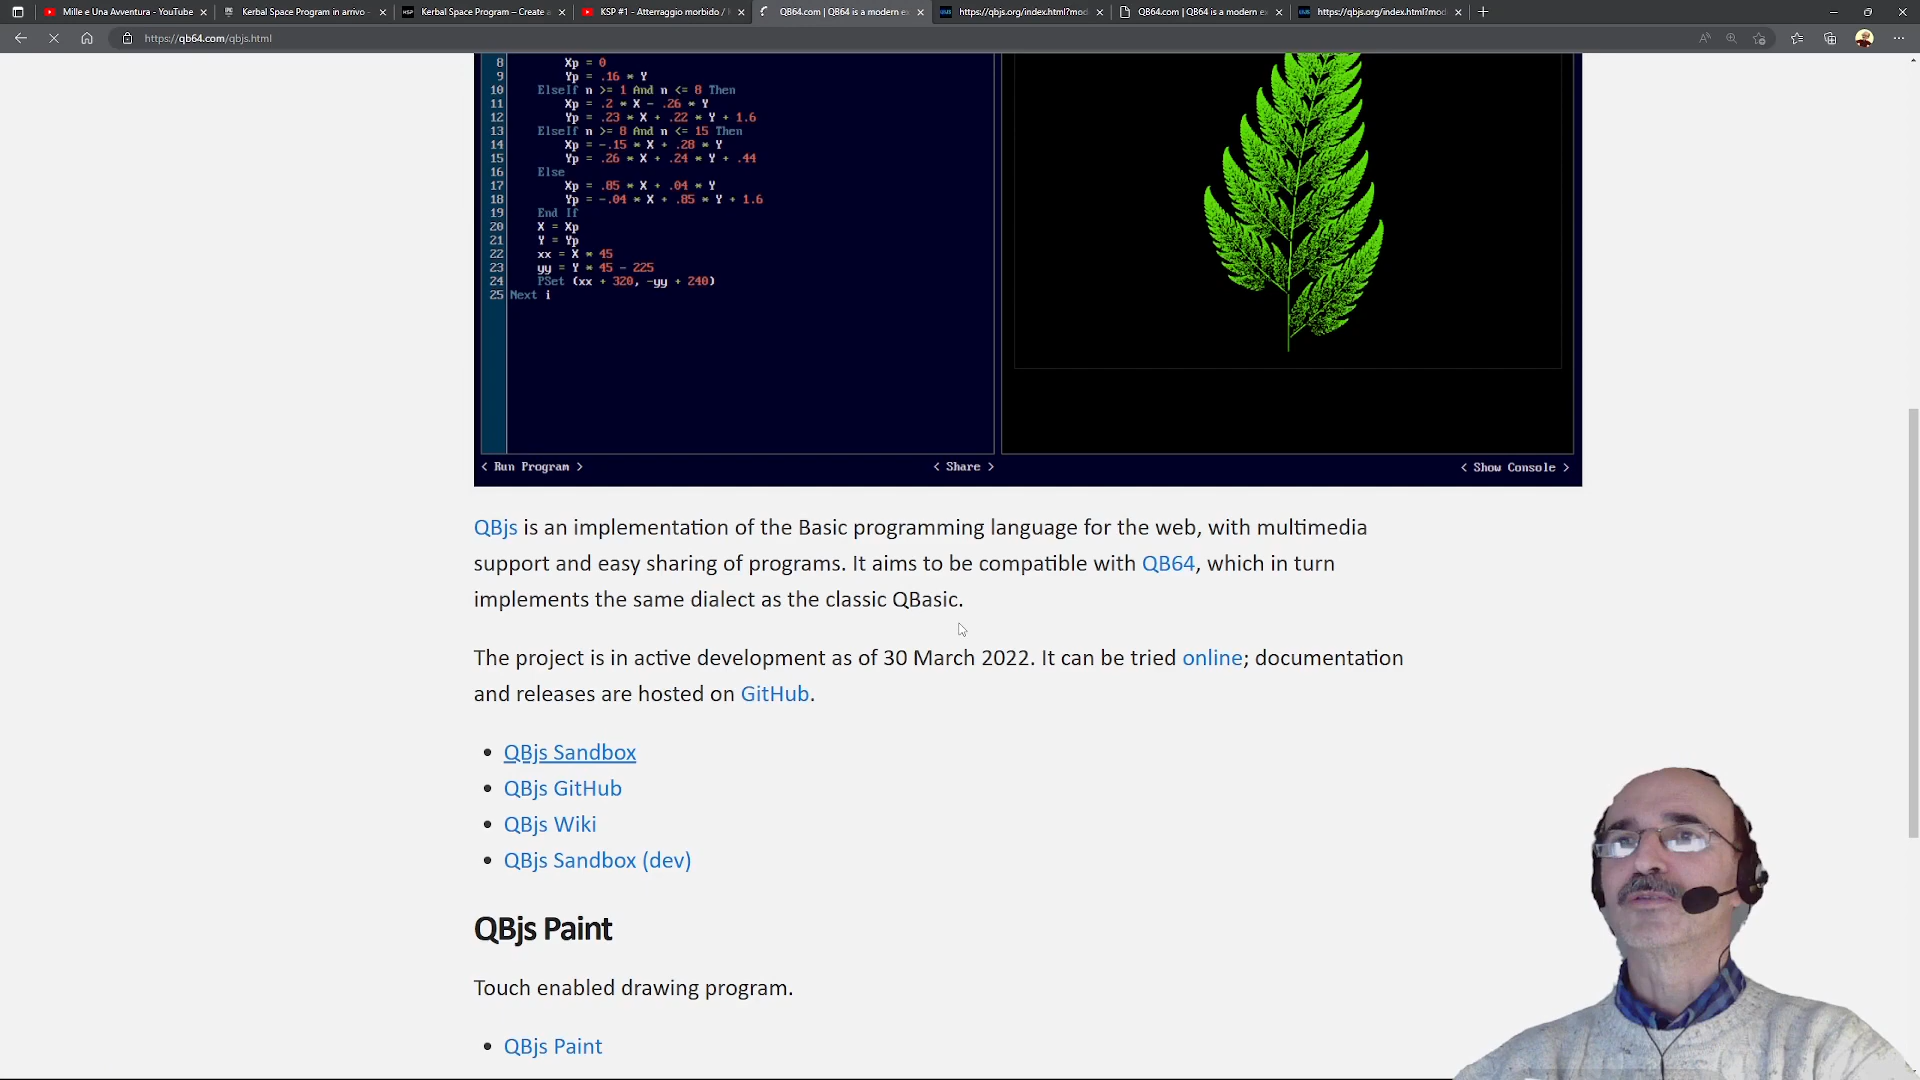 Mille e Una Avventura - YouTube
Kerbal Space Program in arrivo -
Kerbal Space Program – Create a
KSP #1 - Atterraggio morbido /
QB64.com | QB64 is a modern ex
https://qbjs.org/index.html?mod
QB64.com | QB64 is a modern ex
https://qbjs.org/index.html?mod
https://qb64.com/qbjs.html
8 Xp = 0
9 Yp = .16 * Y
10 ElseIf n >= 1 And n <= 8 Then
11 Xp = .2 * X - .26 * Y
12 Yp = .23 * X + .22 * Y + 1.6
13 ElseIf n >= 8 And n <= 15 Then
14 Xp = -.15 * X + .28 * Y
15 Yp = .26 * X + .24 * Y + .44
16 Else
17 Xp = .85 * X + .04 * Y
18 Yp = -.04 * X + .85 * Y + 1.6
19 End If
20 X = Xp
21 Y = Yp
22 xx = X * 45
23 yy = Y * 45 - 225
24 PSet (xx + 320, -yy + 240)
25 Next i
< Run Program >
< Share >
< Show Console >
QBjs is an implementation of the Basic programming language for the web, with multimedia
support and easy sharing of programs. It aims to be compatible with QB64, which in turn
implements the same dialect as the classic QBasic.
The project is in active development as of 30 March 2022. It can be tried online; documentation
and releases are hosted on GitHub.
• QBjs Sandbox
• QBjs GitHub
• QBjs Wiki
• QBjs Sandbox (dev)
QBjs Paint
Touch enabled drawing program.
• QBjs Paint